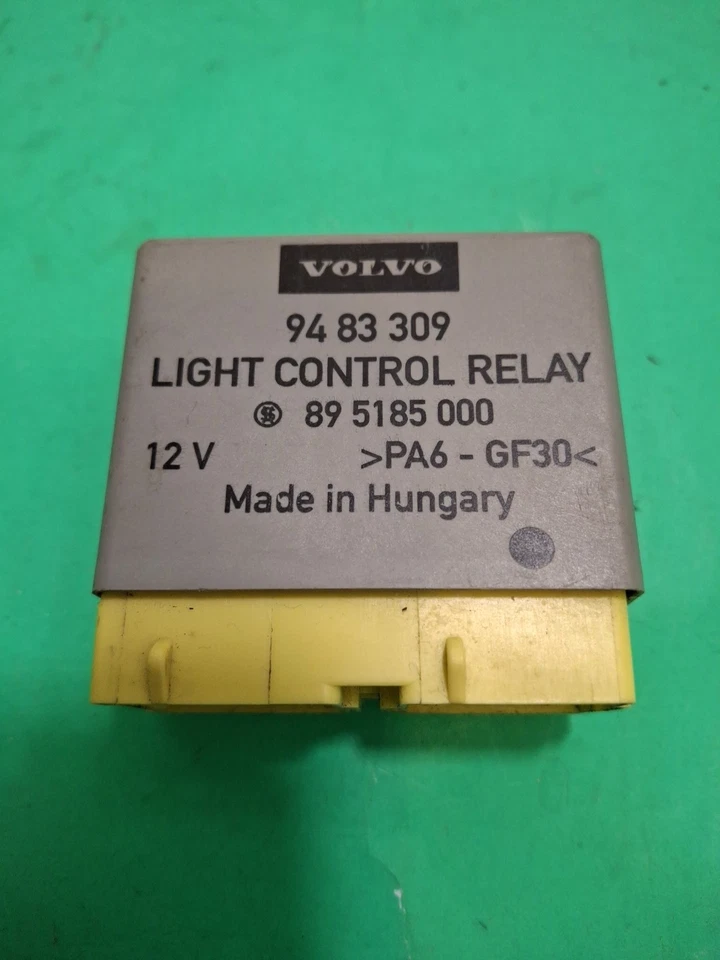 VOLVO
94 83 309
LIGHT CONTROL RELAY
89 5185 000
12 V >PA6 - GF30<
Made in Hungary